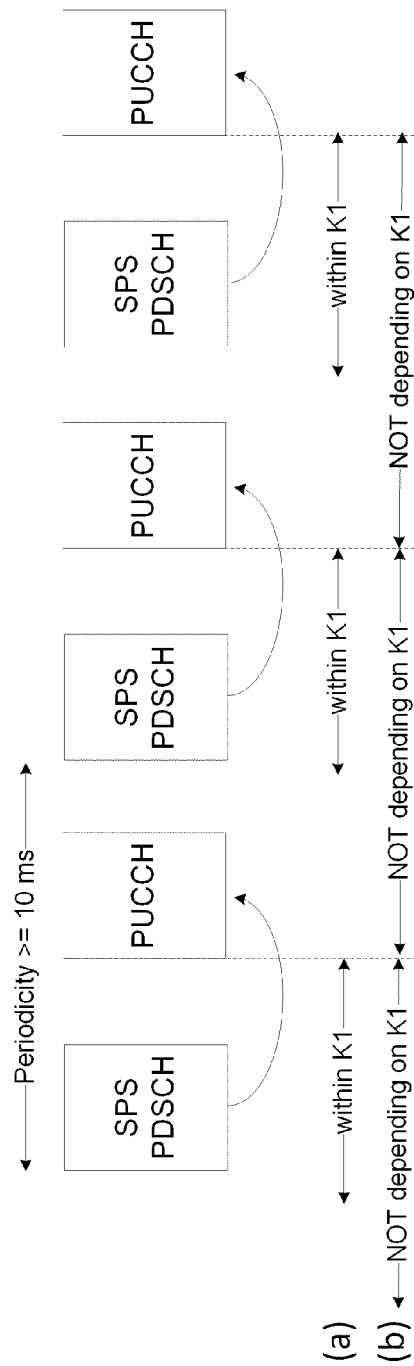 Periodicity >= 10 ms
SPS
PDSCH
PUCCH
SPS
PDSCH
PUCCH
SPS
PDSCH
PUCCH
(a)
within K1
within K1
within K1
(b)
NOT depending on K1
NOT depending on K1
NOT depending on K1